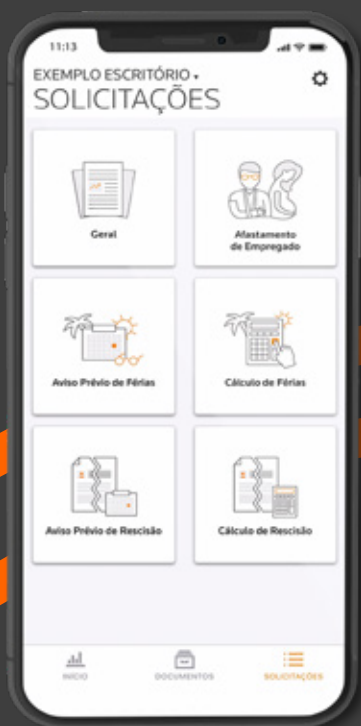 11:13
EXEMPLO ESCRITÓRIO
SOLICITAÇÕES
Geral
Afastamento
de Empregado
Aviso Prévio de Férias
Cálculo de Férias
Aviso Prévio de Rescisão
Cálculo de Rescisão
INÍCIO
DOCUMENTOS
SOLICITAÇÕES